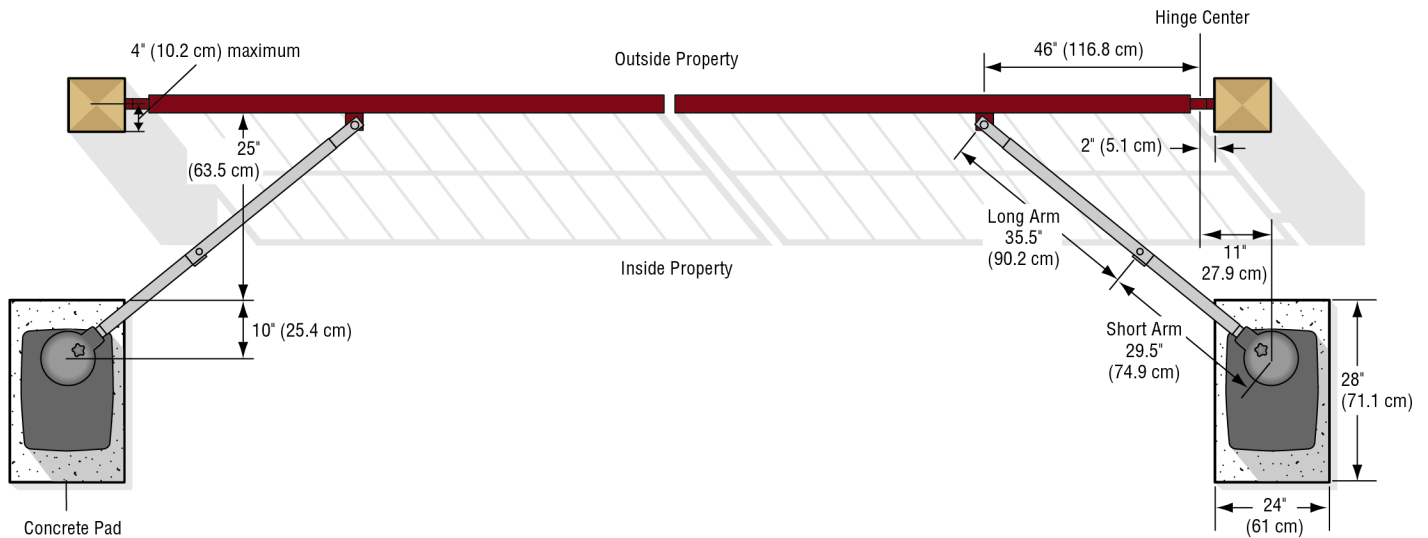 Hinge Center
4" (10.2 cm) maximum
Outside Property
46" (116.8 cm)
25"
(63.5 cm)
2" (5.1 cm)
Long Arm
35.5"
(90.2 cm)
11"
27.9 cm)
Inside Property
10" (25.4 cm)
Short Arm
29.5"
(74.9 cm)
28"
(71.1 cm)
24"
(61 cm)
Concrete Pad